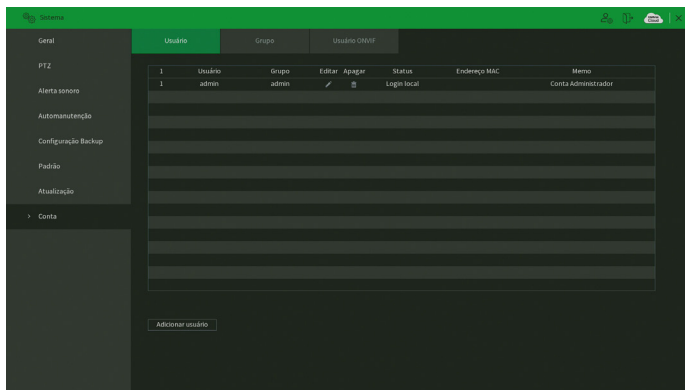 Sistema
Geral
Usuário Grupo Usuário ONVIF
PTZ
1 Usuário Grupo Editar Apagar Status Endereço MAC Memo
1 admin admin Login local Conta Administrador
Alerta sonoro
Automanutenção
Configuração Backup
Padrão
Atualização
> Conta
Adicionar usuário